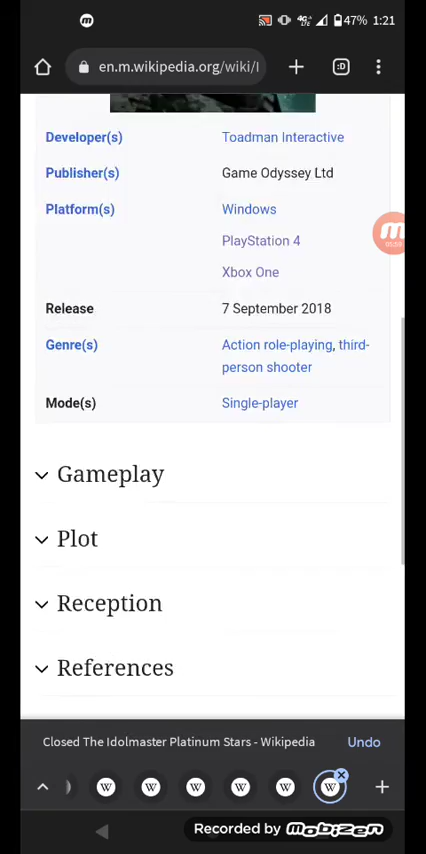 47% 1:21
en.m.wikipedia.org/wiki/I
:D
Developer(s) Toadman Interactive
Publisher(s) Game Odyssey Ltd
Platform(s) Windows
PlayStation 4
Xbox One
Release 7 September 2018
Genre(s) Action role-playing, third-
person shooter
Mode(s) Single-player
Gameplay
Plot
Reception
References
Closed The Idolmaster Platinum Stars - Wikipedia Undo
W W W W W W
Recorded by mobizen